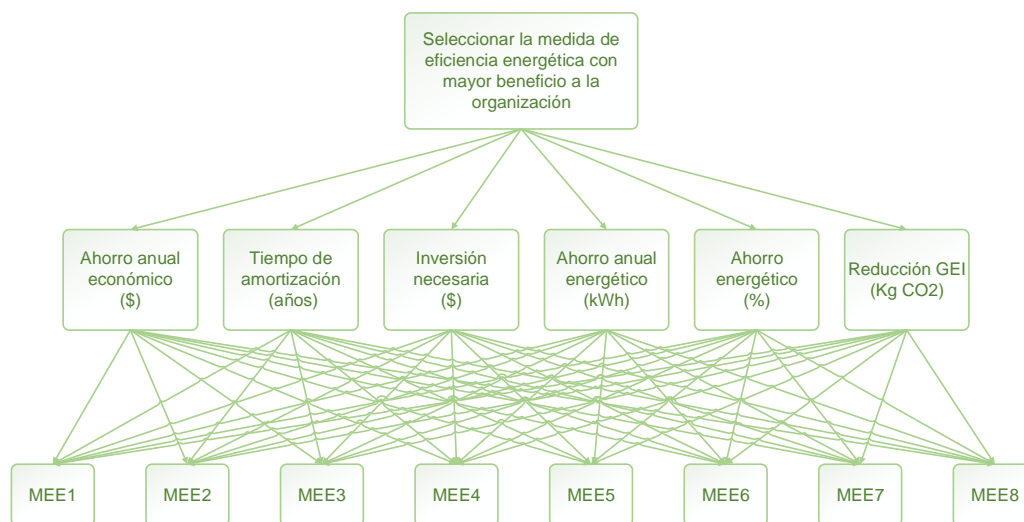 Seleccionar la medida de
eficiencia energética con
mayor beneficio a la
organización
Ahorro anual
económico
($)
Tiempo de
amortización
(años)
Inversión
necesaria
($)
Ahorro anual
energético
(kWh)
Ahorro
energético
(%)
Reducción GEI
(Kg CO2)
MEE1
MEE2
MEE3
MEE4
MEE5
MEE6
MEE7
MEE8